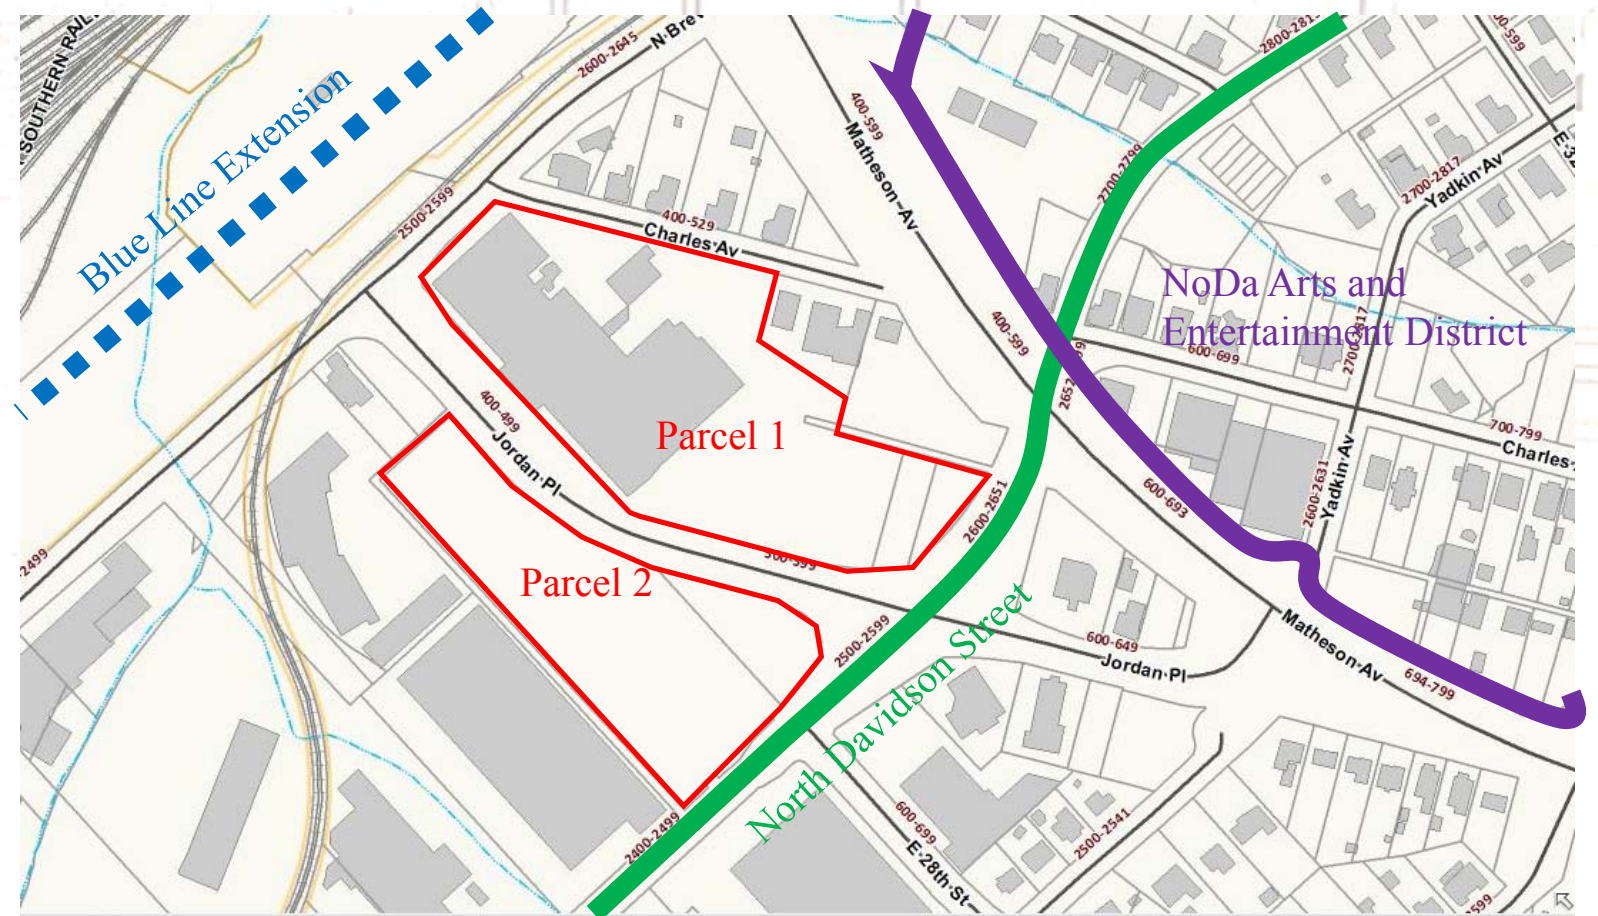 SOUTHERN RAIL
Blue Line Extension
2600-2645
N Brev
2500-2599
400-529
Charles Av
400-599
Matheson Av
400-599
2800-281
2700-2799
2700-2817
Yadkin Av
NoDa Arts and
Entertainment District
600-699
2700-2817
700-799
Charles
2600-2631
Yadkin Av
600-693
2600-2651
400-499
Jordan Pl
Parcel 1
500-599
Parcel 2
2500-2599
North Davidson Street
600-649
Jordan Pl
Matheson Av
694-799
-2499
2400-2499
600-699
E 28th St
2500-2541